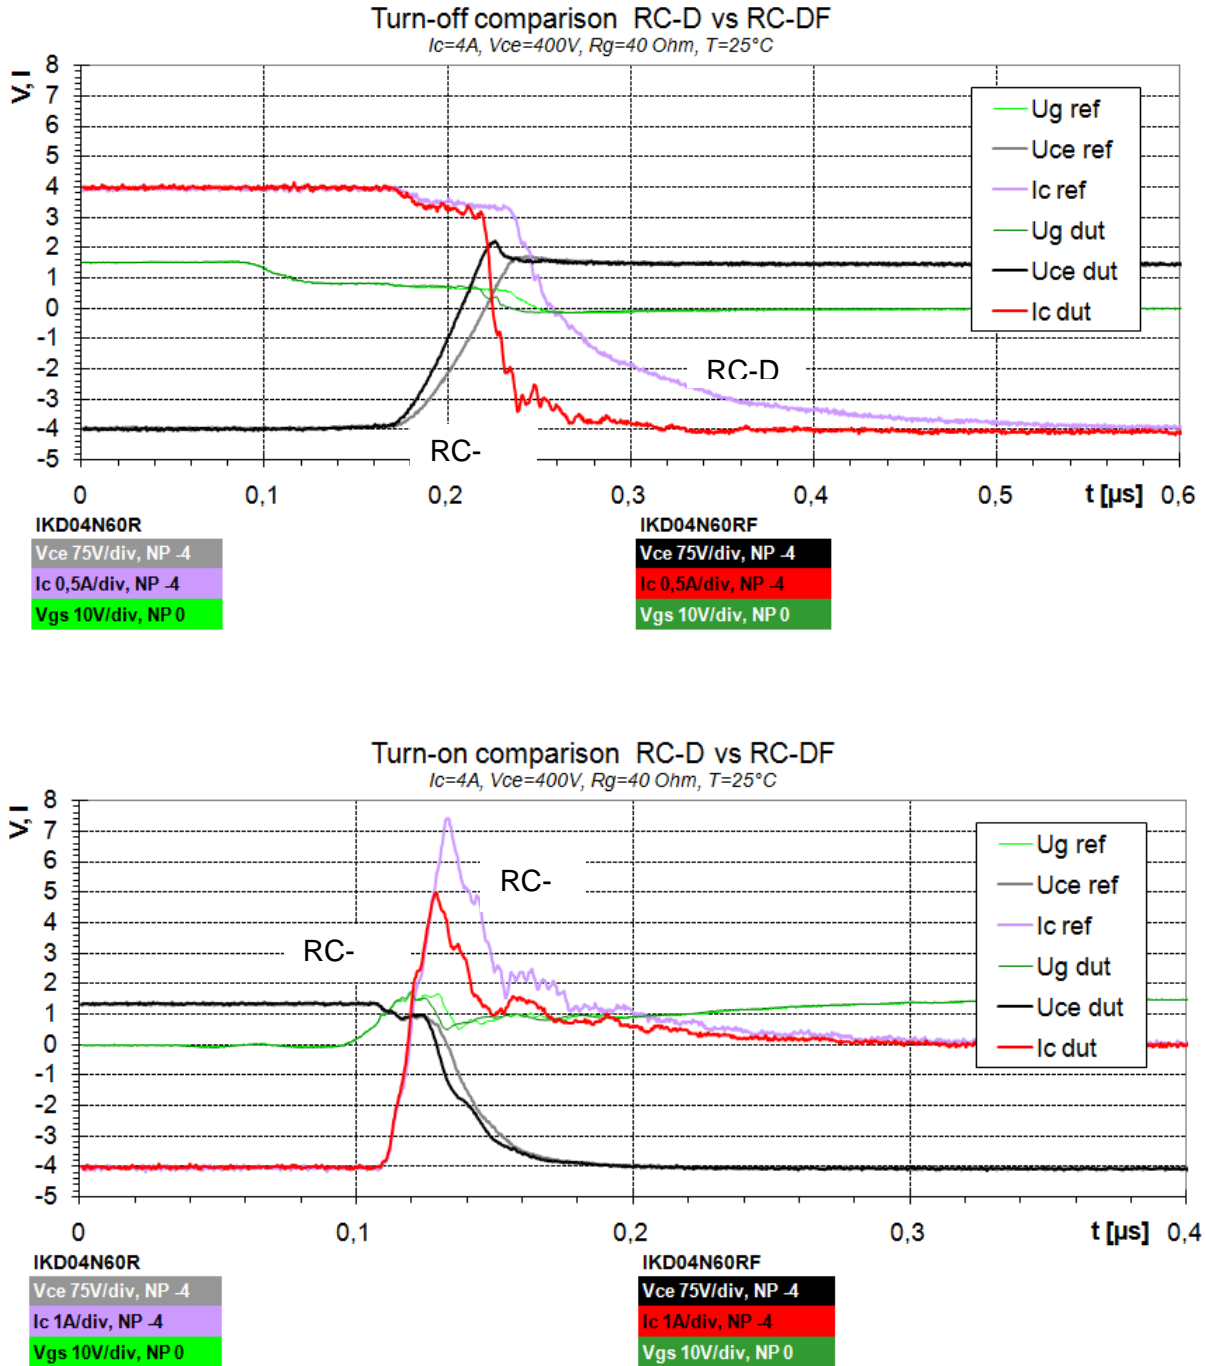 Turn-off comparison RC-D vs RC-DF
Ic=4A, Vce=400V, Rg=40 Ohm, T=25°C
V, I
8
7
6
5
4
3
2
1
0
-1
-2
-3
-4
-5
Ug ref
Uce ref
Ic ref
Ug dut
Uce dut
Ic dut
RC-D
RC-
0 0,1 0,2 0,3 0,4 0,5 t [µs] 0,6
IKD04N60R
Vce 75V/div, NP -4
Ic 0,5A/div, NP -4
Vgs 10V/div, NP 0
IKD04N60RF
Vce 75V/div, NP -4
Ic 0,5A/div, NP -4
Vgs 10V/div, NP 0
Turn-on comparison RC-D vs RC-DF
Ic=4A, Vce=400V, Rg=40 Ohm, T=25°C
V, I
8
7
6
5
4
3
2
1
0
-1
-2
-3
-4
-5
Ug ref
Uce ref
Ic ref
Ug dut
Uce dut
Ic dut
RC-
RC-
0 0,1 0,2 0,3 t [µs] 0,4
IKD04N60R
Vce 75V/div, NP -4
Ic 1A/div, NP -4
Vgs 10V/div, NP 0
IKD04N60RF
Vce 75V/div, NP -4
Ic 1A/div, NP -4
Vgs 10V/div, NP 0